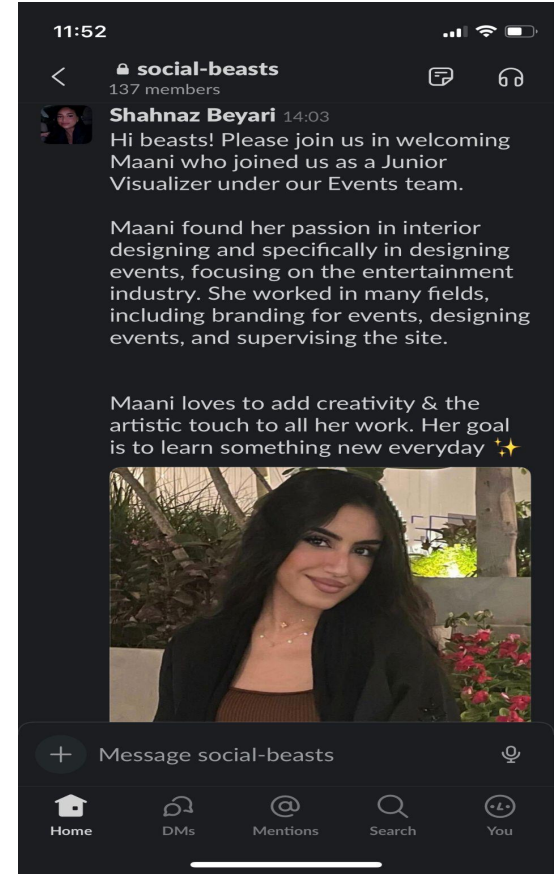 11:52
social-beasts
137 members
Shahnaz Beyari 14:03
Hi beasts! Please join us in welcoming
Maani who joined us as a Junior
Visualizer under our Events team.
Maani found her passion in interior
designing and specifically in designing
events, focusing on the entertainment
industry. She worked in many fields,
including branding for events, designing
events, and supervising the site.
Maani loves to add creativity & the
artistic touch to all her work. Her goal
is to learn something new everyday ✨
Message social-beasts
Home DMs Mentions Search You